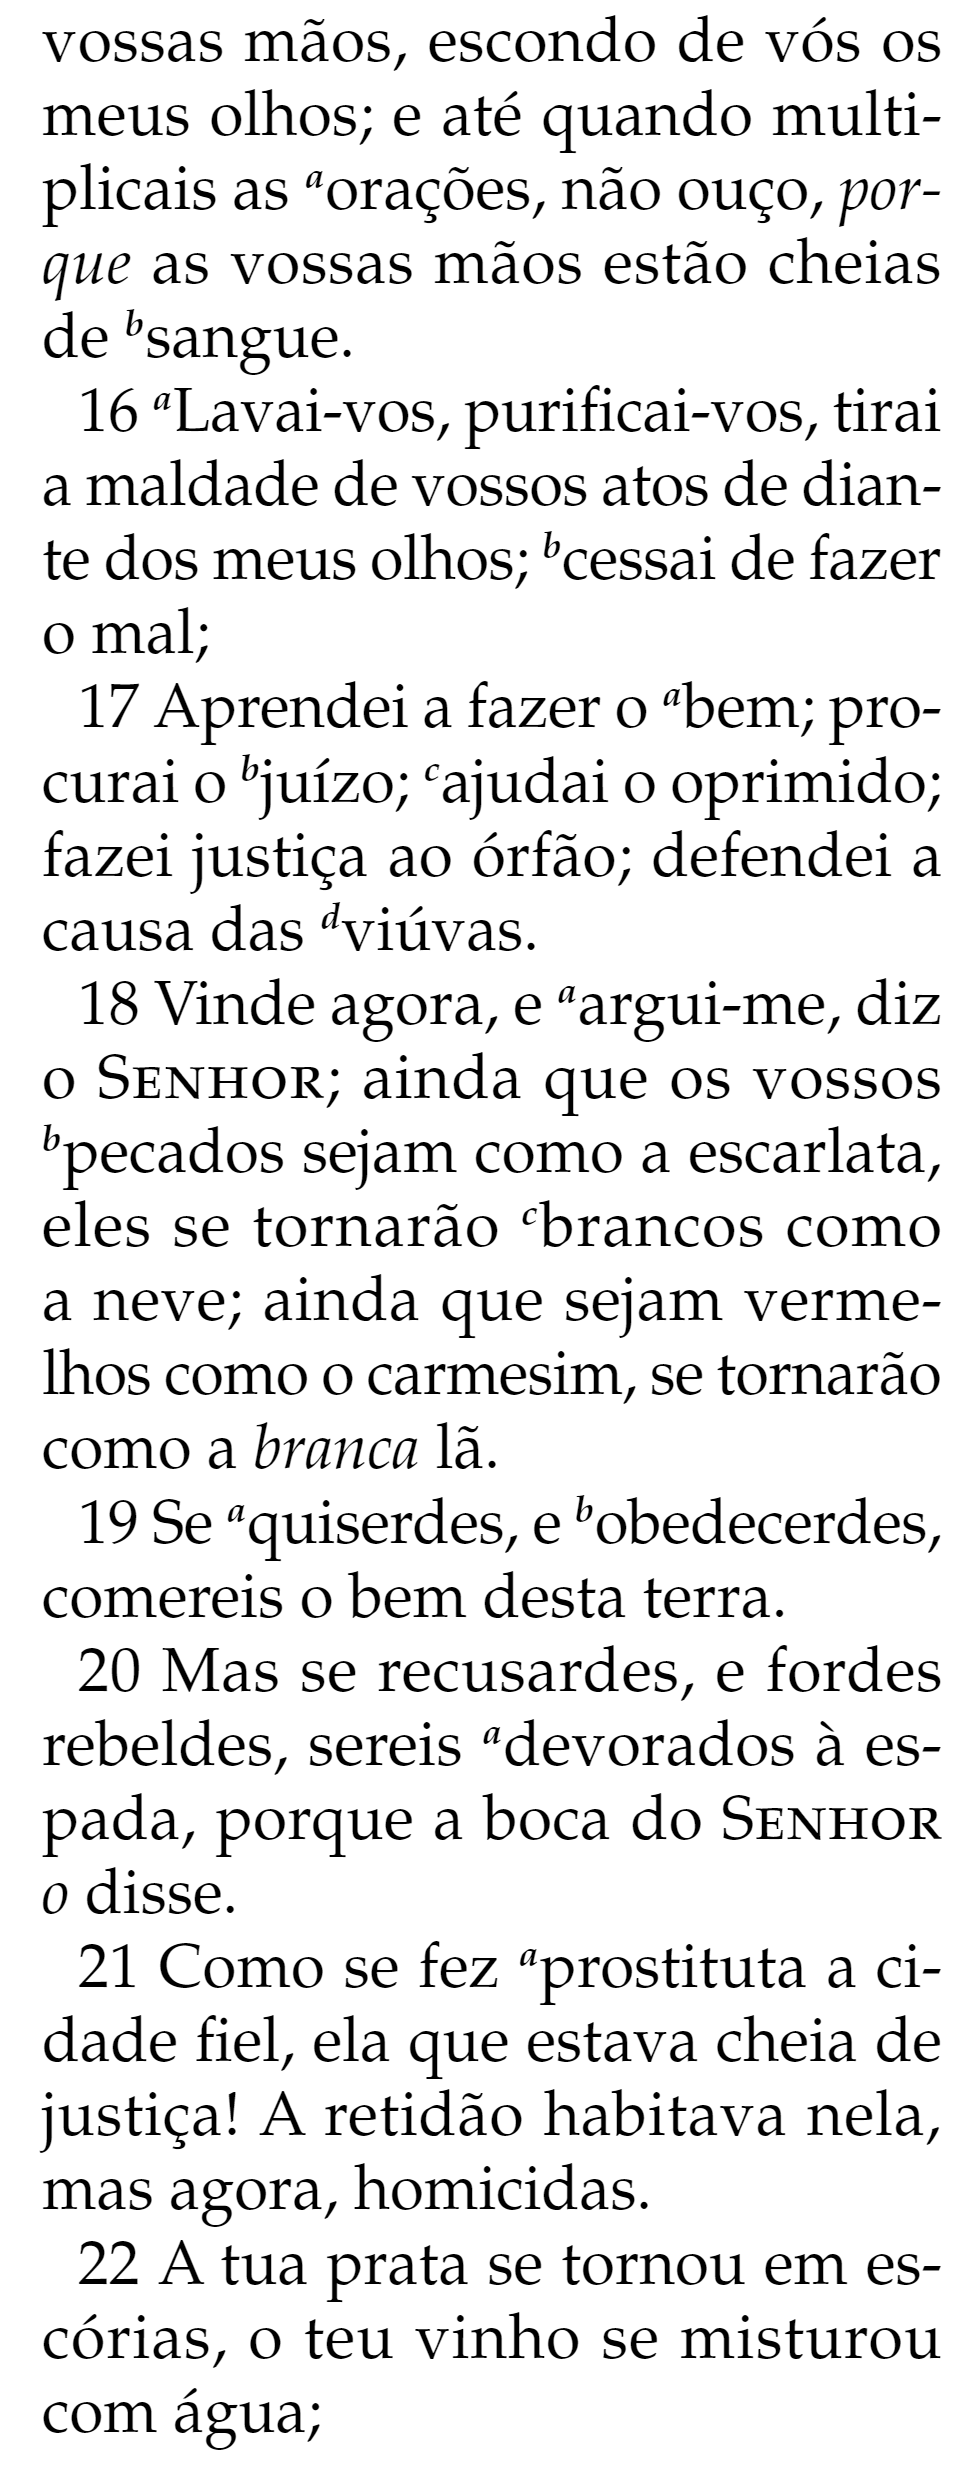 vossas mãos, escondo de vós os
meus olhos; e até quando multi-
plicais as ᵃorações, não ouço, por-
que as vossas mãos estão cheias
de ᵇsangue.
16 ᵃLavai-vos, purificai-vos, tirai
a maldade de vossos atos de dian-
te dos meus olhos; ᵇcessai de fazer
o mal;
17 Aprendei a fazer o ᵃbem; pro-
curai o ᵇjuízo; ᶜajudai o oprimido;
fazei justiça ao órfão; defendei a
causa das ᵈviúvas.
18 Vinde agora, e ᵃargui-me, diz
o SENHOR; ainda que os vossos
ᵇpecados sejam como a escarlata,
eles se tornarão ᶜbrancos como
a neve; ainda que sejam verme-
lhos como o carmesim, se tornarão
como a branca lã.
19 Se ᵃquiserdes, e ᵇobedecerdes,
comereis o bem desta terra.
20 Mas se recusardes, e fordes
rebeldes, sereis ᵃdevorados à es-
pada, porque a boca do SENHOR
o disse.
21 Como se fez ᵃprostituta a ci-
dade fiel, ela que estava cheia de
justiça! A retidão habitava nela,
mas agora, homicidas.
22 A tua prata se tornou em es-
córias, o teu vinho se misturou
com água;